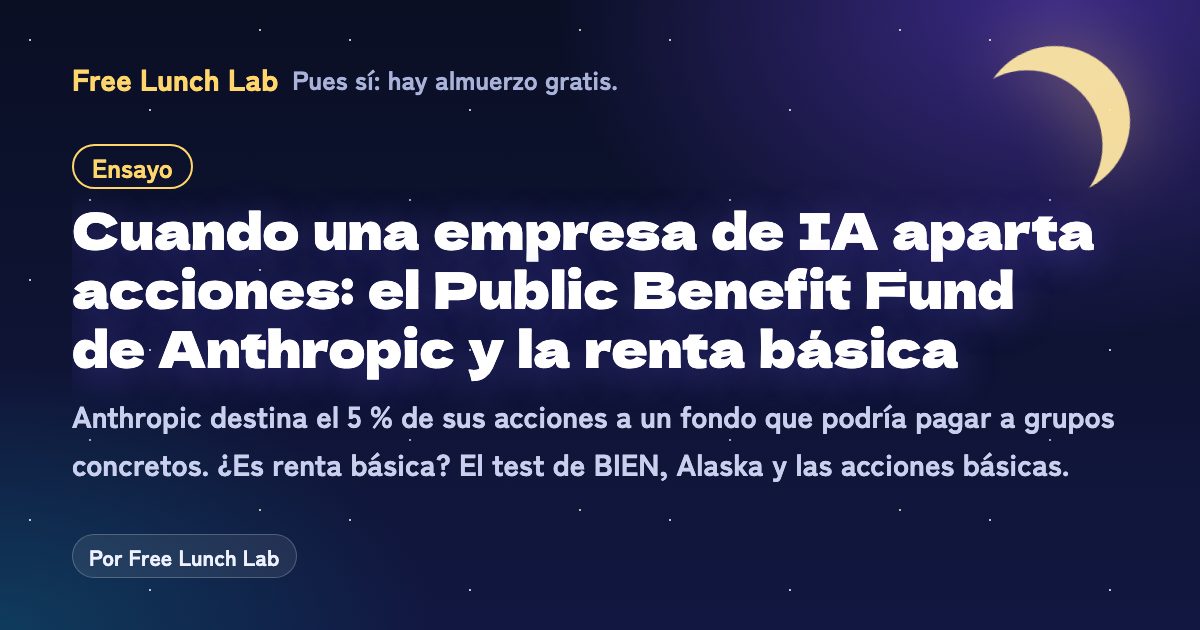 Free Lunch Lab Pues sí: hay almuerzo gratis.
Ensayo
Cuando una empresa de IA aparta
acciones: el Public Benefit Fund
de Anthropic y la renta básica
Anthropic destina el 5 % de sus acciones a un fondo que podría pagar a grupos
concretos. ¿Es renta básica? El test de BIEN, Alaska y las acciones básicas.
Por Free Lunch Lab